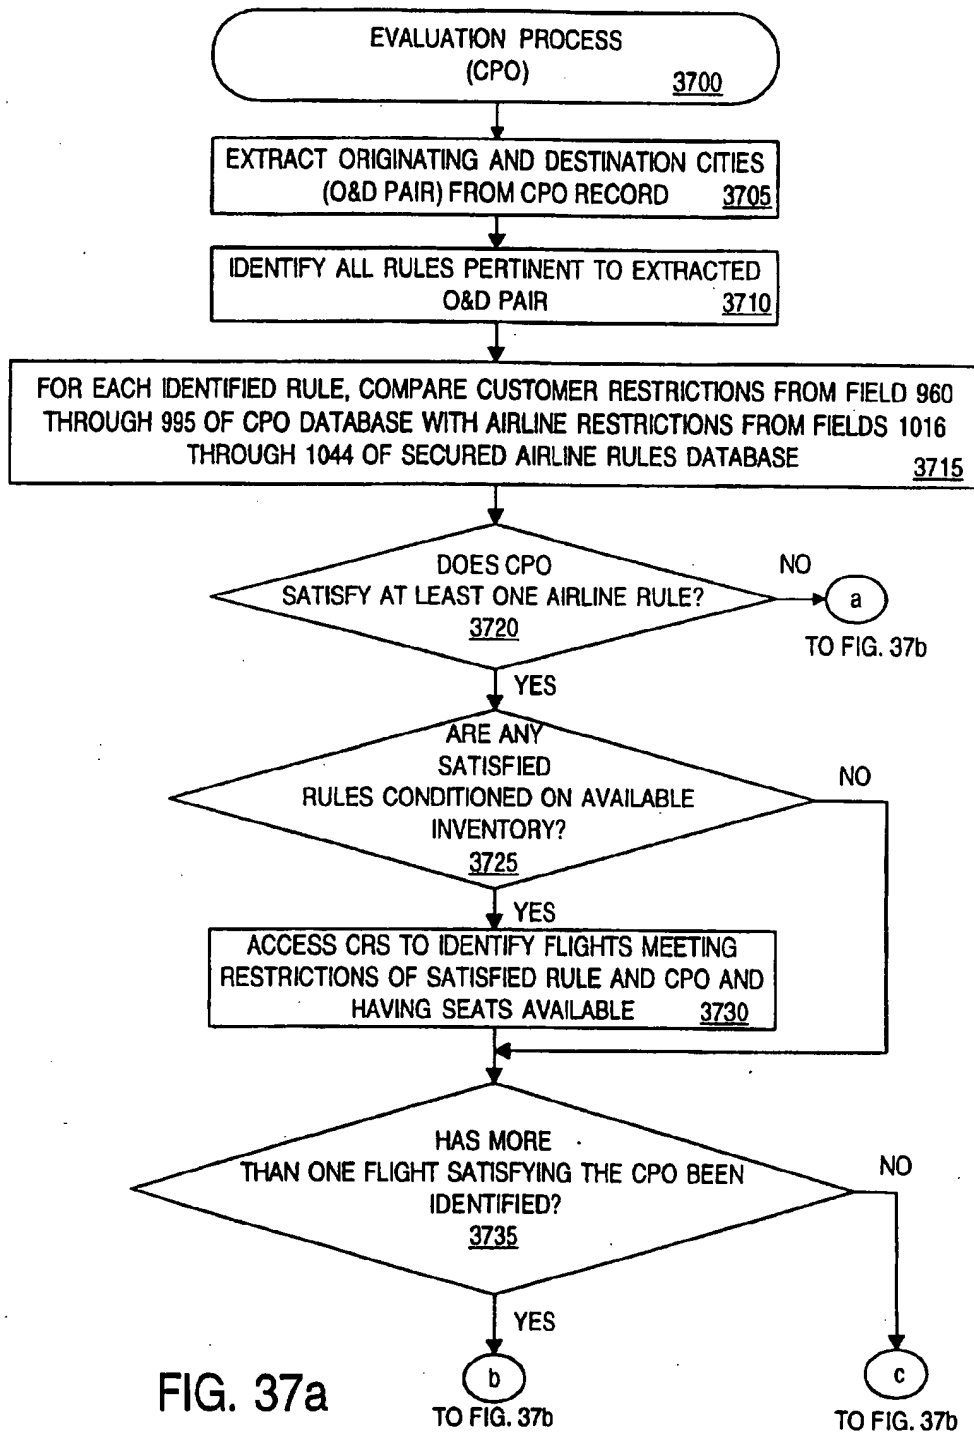 EVALUATION PROCESS
(CPO)
3700
EXTRACT ORIGINATING AND DESTINATION CITIES
(O&D PAIR) FROM CPO RECORD 3705
IDENTIFY ALL RULES PERTINENT TO EXTRACTED
O&D PAIR 3710
FOR EACH IDENTIFIED RULE, COMPARE CUSTOMER RESTRICTIONS FROM FIELD 960
THROUGH 995 OF CPO DATABASE WITH AIRLINE RESTRICTIONS FROM FIELDS 1016
THROUGH 1044 OF SECURED AIRLINE RULES DATABASE 3715
DOES CPO
SATISFY AT LEAST ONE AIRLINE RULE?
3720
NO
a
TO FIG. 37b
YES
ARE ANY
SATISFIED
RULES CONDITIONED ON AVAILABLE
INVENTORY?
3725
NO
YES
ACCESS CRS TO IDENTIFY FLIGHTS MEETING
RESTRICTIONS OF SATISFIED RULE AND CPO AND
HAVING SEATS AVAILABLE 3730
HAS MORE
THAN ONE FLIGHT SATISFYING THE CPO BEEN
IDENTIFIED?
3735
NO
YES
b
TO FIG. 37b
c
TO FIG. 37b
FIG. 37a